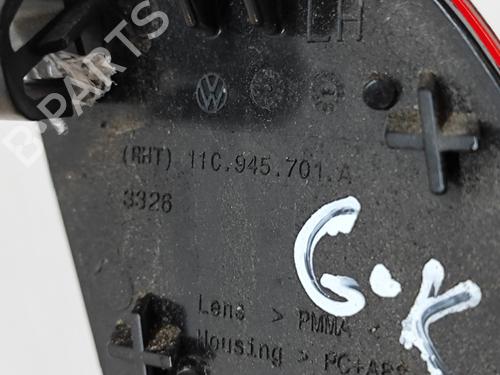 LH
B-PARTS
(RHT) 11C.945.701.A
3326
G-K
Lens > PMMA <
Housing > PC+ABS